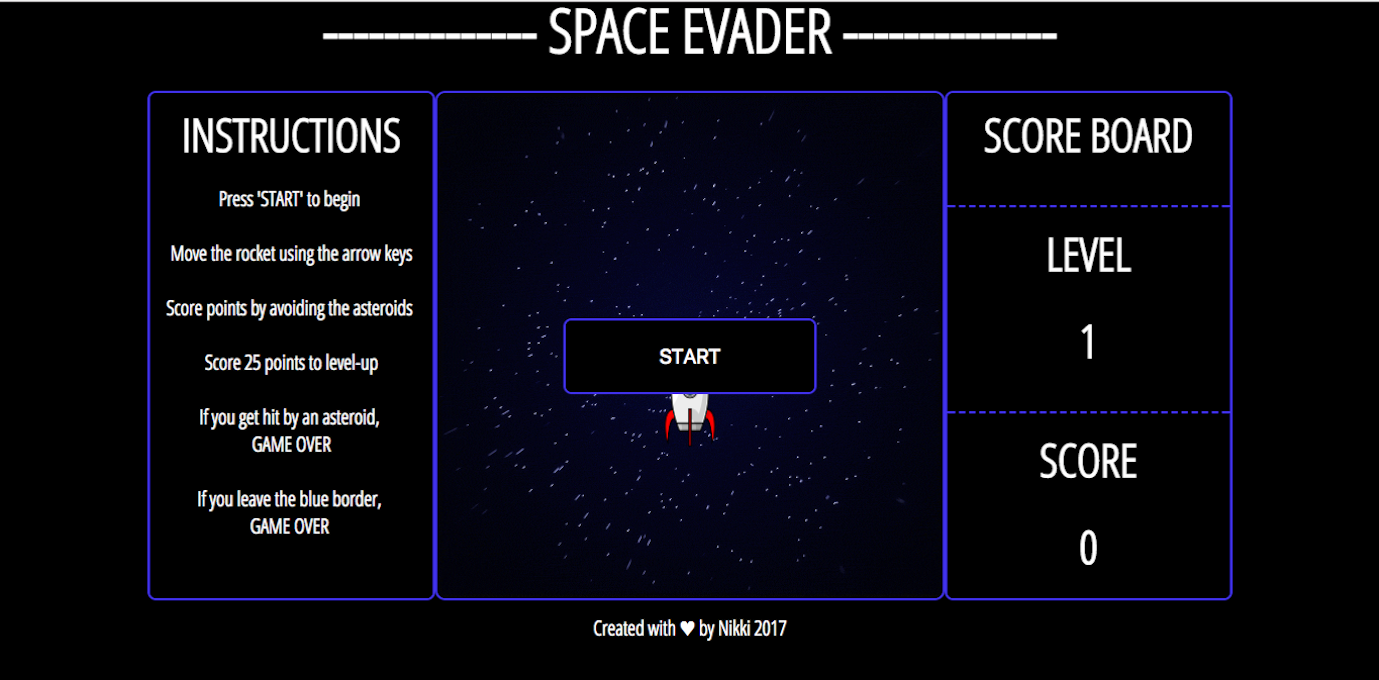 -------------- SPACE EVADER --------------
INSTRUCTIONS
Press 'START' to begin
Move the rocket using the arrow keys
Score points by avoiding the asteroids
Score 25 points to level-up
If you get hit by an asteroid,
GAME OVER
If you leave the blue border,
GAME OVER
START
SCORE BOARD
LEVEL
1
SCORE
0
Created with ♥ by Nikki 2017